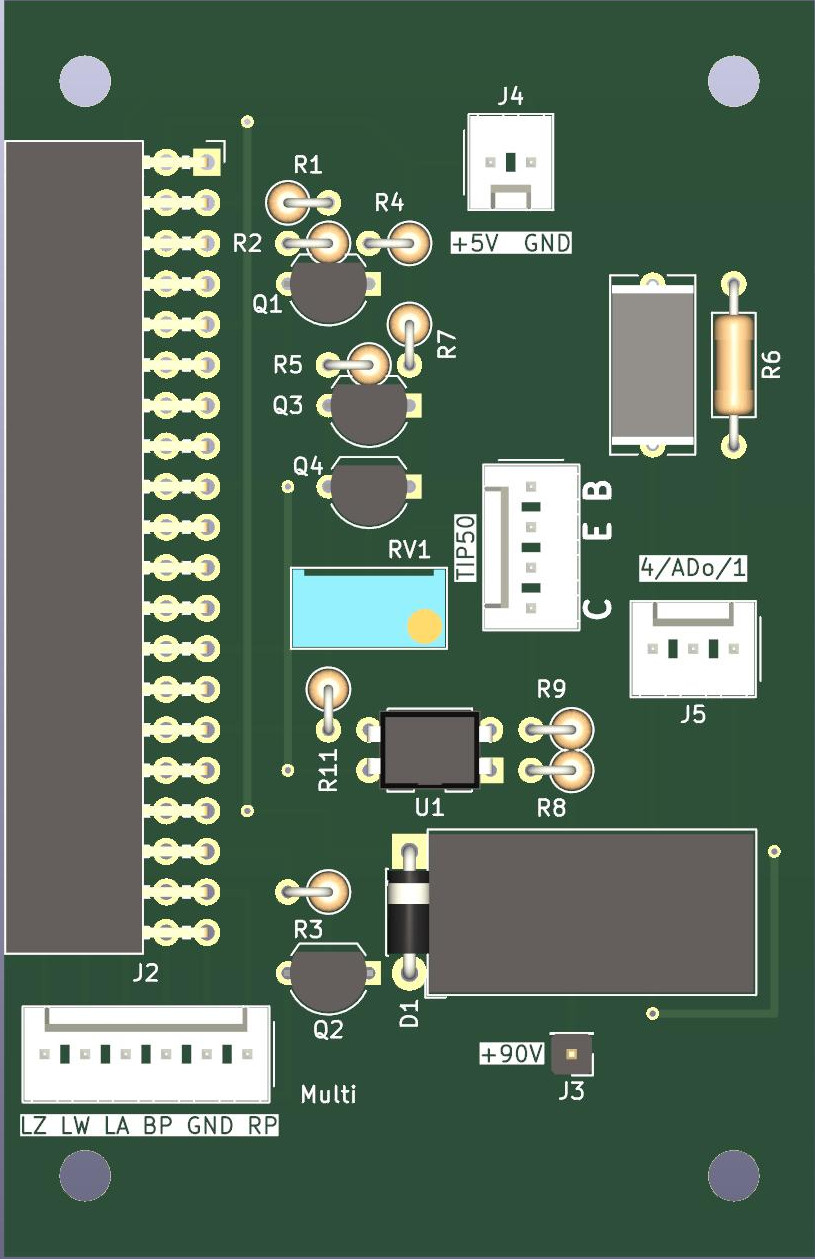 J4
R1
R4
+5V GND
R2
Q1
R7
R5
R6
Q3
Q4
B
E
C
TIP50
RV1
4/ADo/1
J5
R9
R11
U1
R8
R3
D1
J2
Q2
+90V
J3
Multi
LZ LW LA BP GND RP